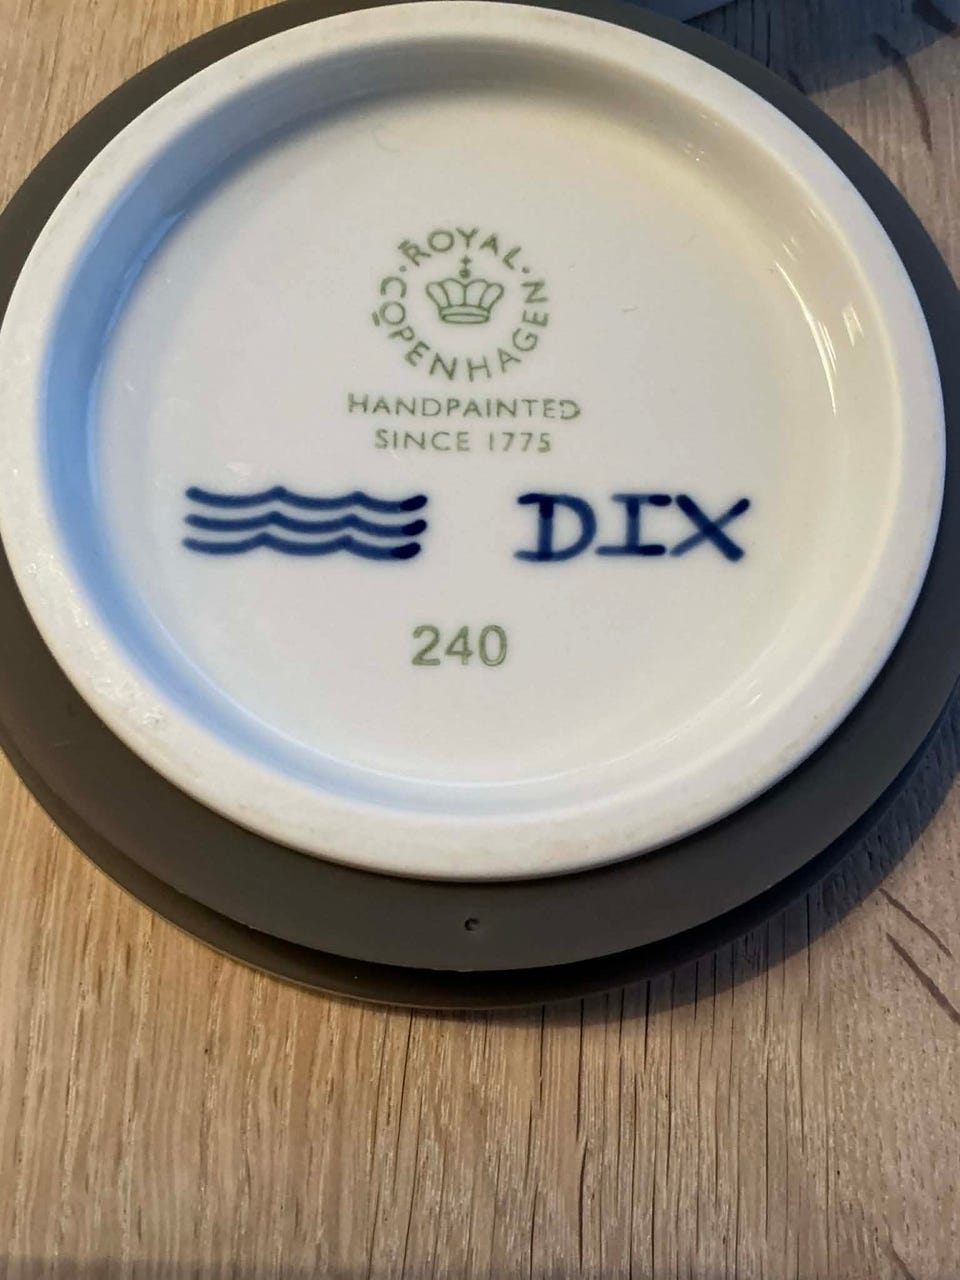 ROYAL · COPENHAGEN ·
HANDPAINTED
SINCE 1775
DIX
240